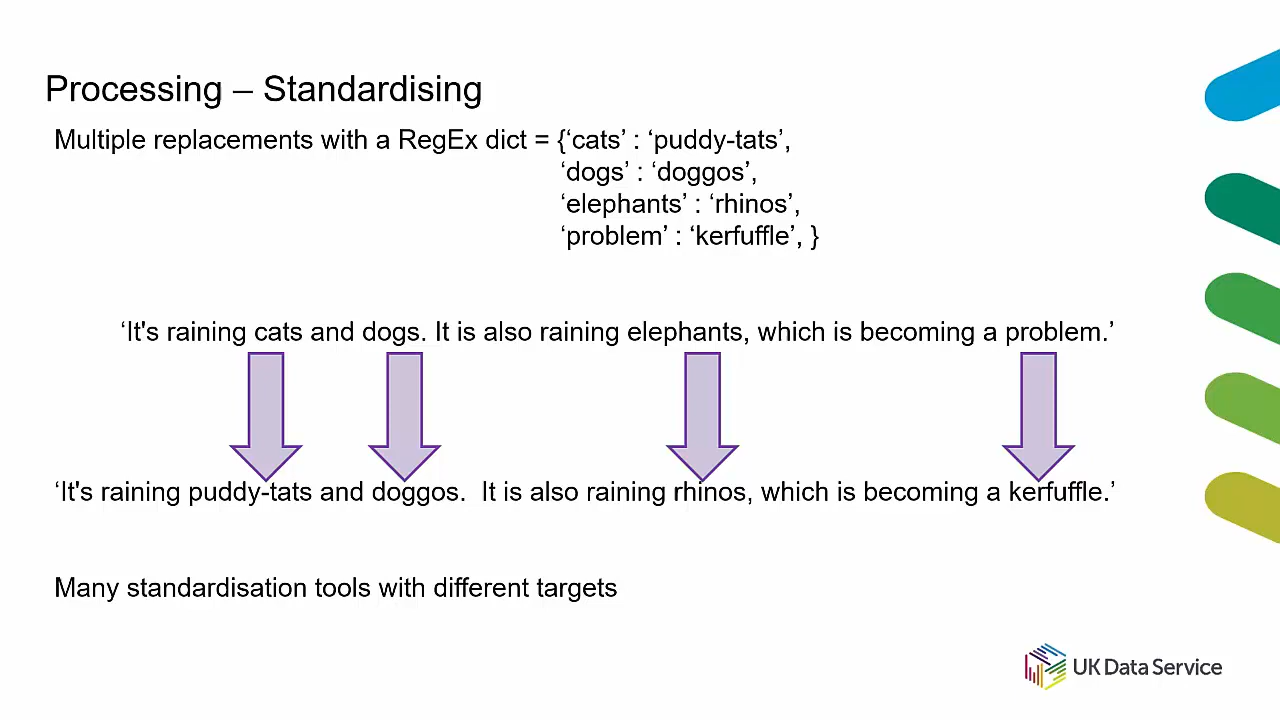 Processing – Standardising
Multiple replacements with a RegEx dict = {‘cats’ : ‘puddy-tats’,
‘dogs’ : ‘doggos’,
‘elephants’ : ‘rhinos’,
‘problem’ : ‘kerfuffle’, }
‘It's raining cats and dogs. It is also raining elephants, which is becoming a problem.’
‘It's raining puddy-tats and doggos.  It is also raining rhinos, which is becoming a kerfuffle.’
Many standardisation tools with different targets
UK Data Service